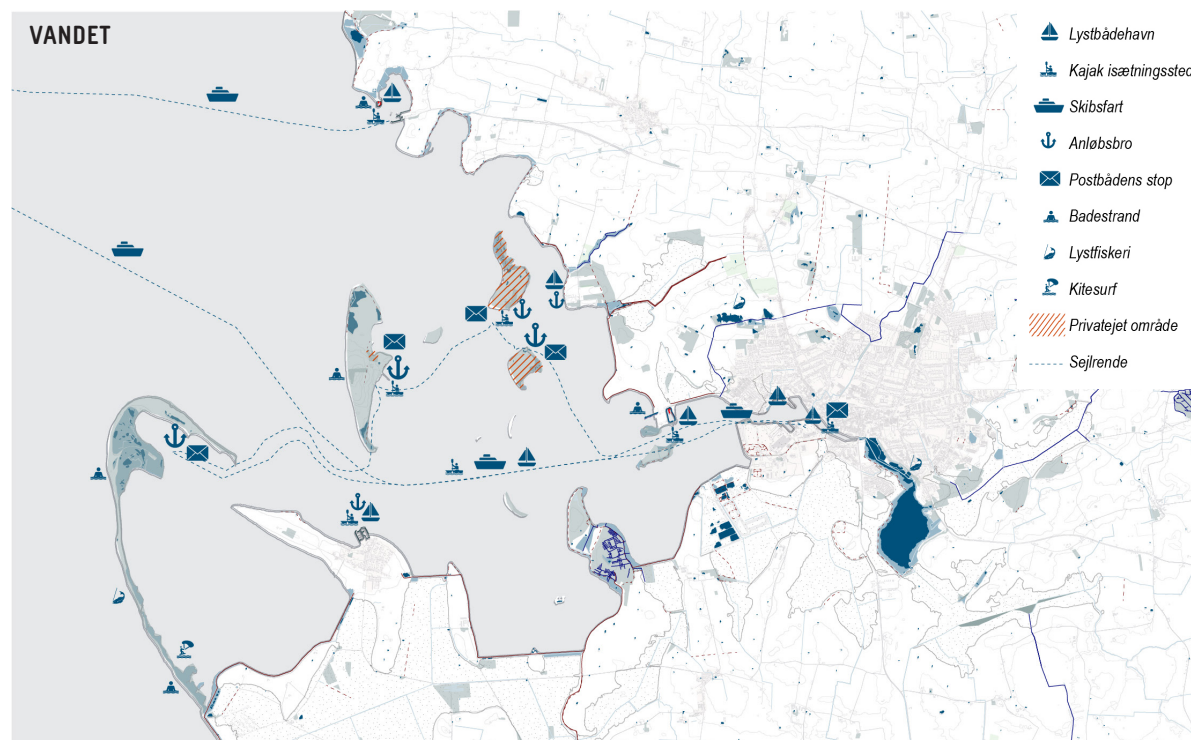 VANDET
Lystbådehavn
Kajak isætningssted
Skibsfart
Anløbsbro
Postbådens stop
Badestrand
Lystfiskeri
Kitesurf
Privatejet område
Sejlrende